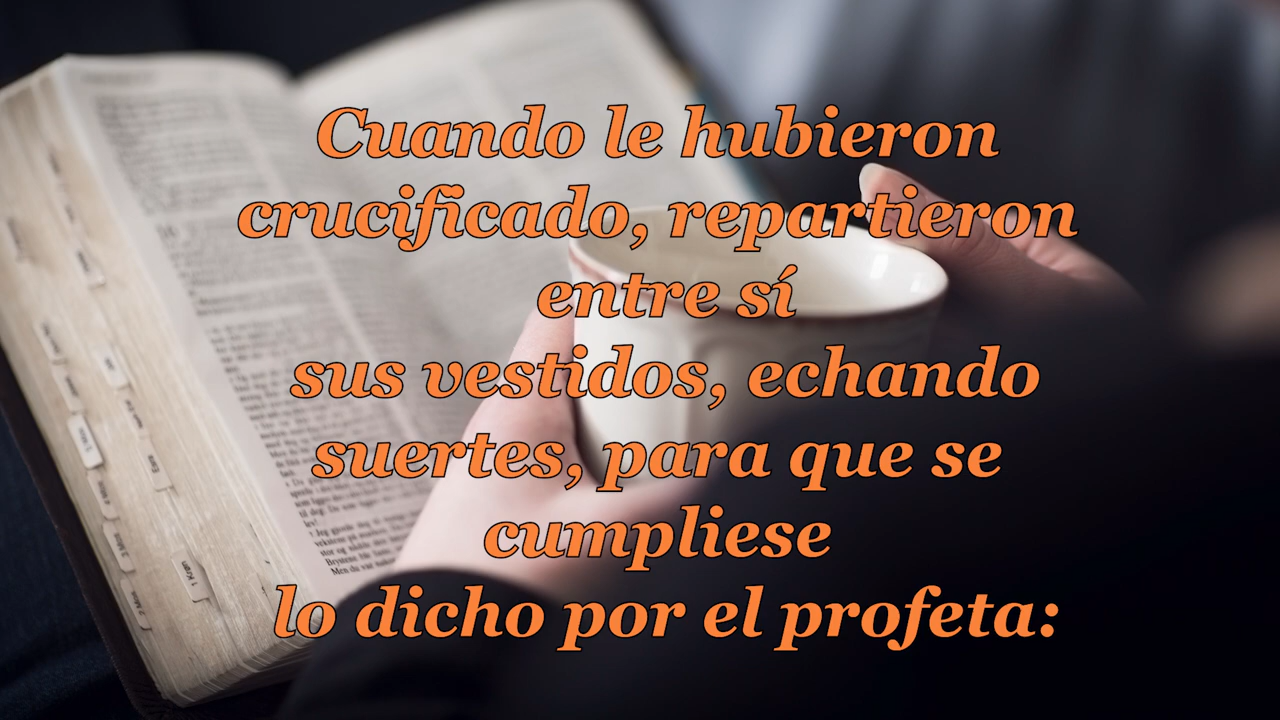 Cuando le hubieron
crucificado, repartieron
entre sí
sus vestidos, echando
suertes, para que se
cumpliese
lo dicho por el profeta: